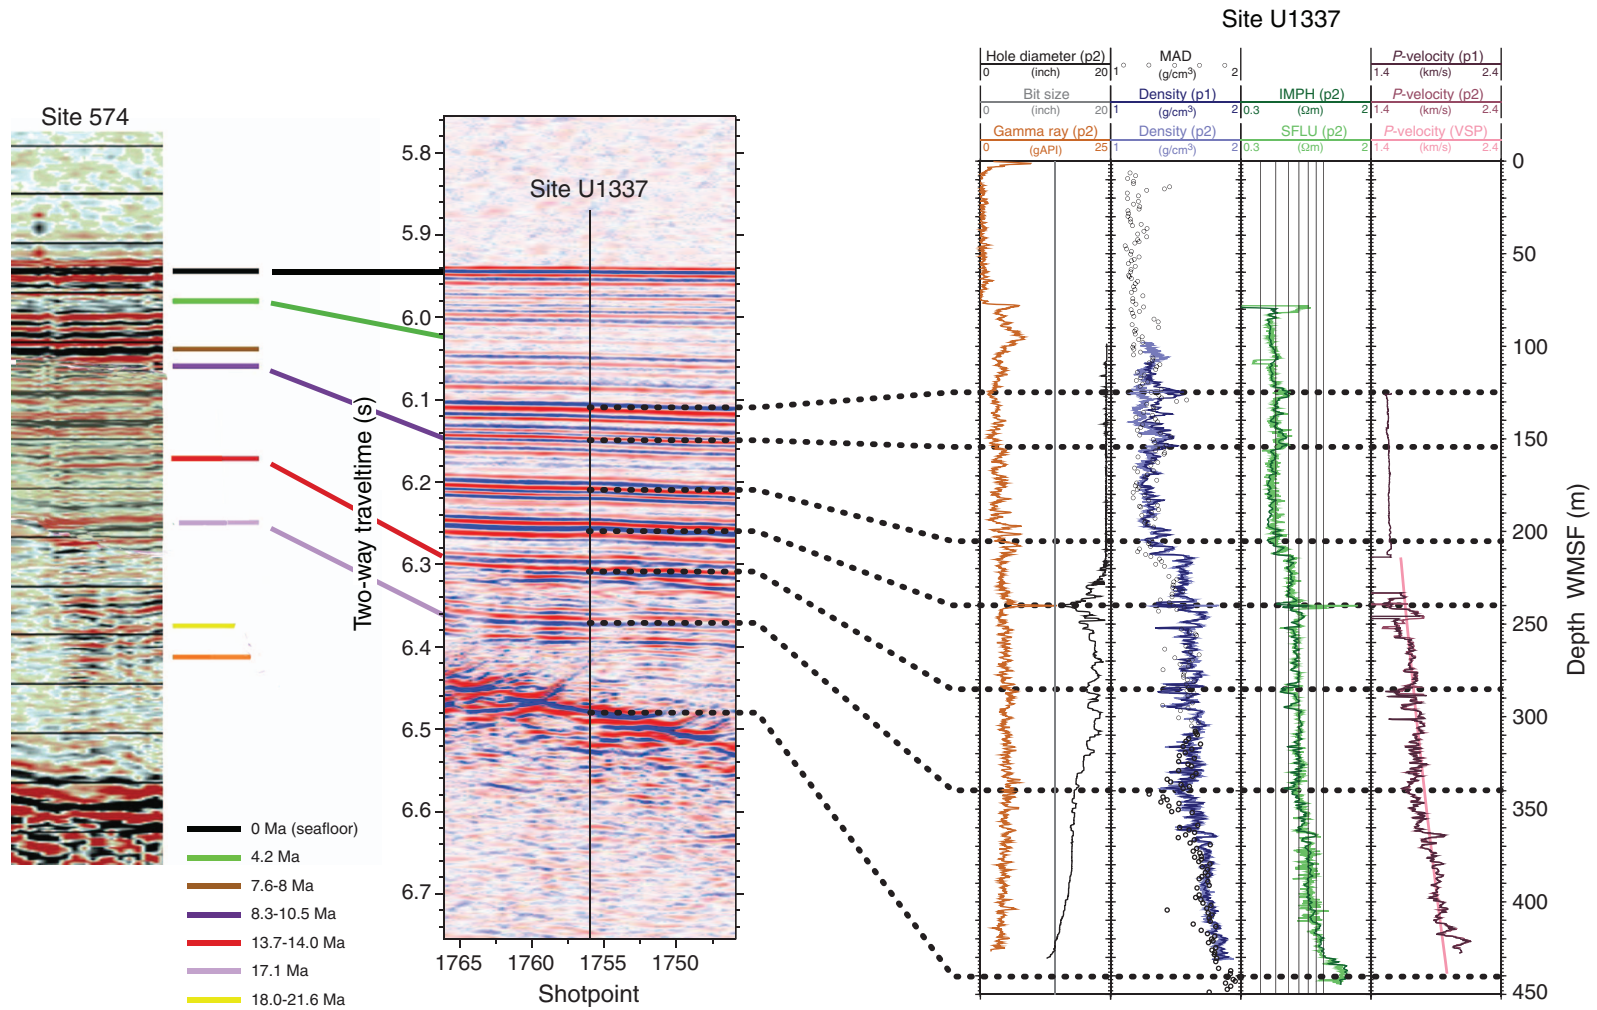 Site U1337
Site 574
Hole diameter (p2)
0 (inch) 20
MAD
1 (g/cm³) 2
P-velocity (p1)
1.4 (km/s) 2.4
Bit size
0 (inch) 20
Density (p1)
1 (g/cm³) 2
IMPH (p2)
0.3 (Ωm) 2
P-velocity (p2)
1.4 (km/s) 2.4
Gamma ray (p2)
0 (gAPI) 25
Density (p2)
1 (g/cm³) 2
SFLU (p2)
0.3 (Ωm) 2
P-velocity (VSP)
1.4 (km/s) 2.4
Site U1337
Two-way traveltime (s)
5.8
5.9
6.0
6.1
6.2
6.3
6.4
6.5
6.6
6.7
1765 1760 1755 1750
Shotpoint
0
50
100
150
200
250
300
350
400
450
Depth WMSF (m)
0 Ma (seafloor)
4.2 Ma
7.6-8 Ma
8.3-10.5 Ma
13.7-14.0 Ma
17.1 Ma
18.0-21.6 Ma